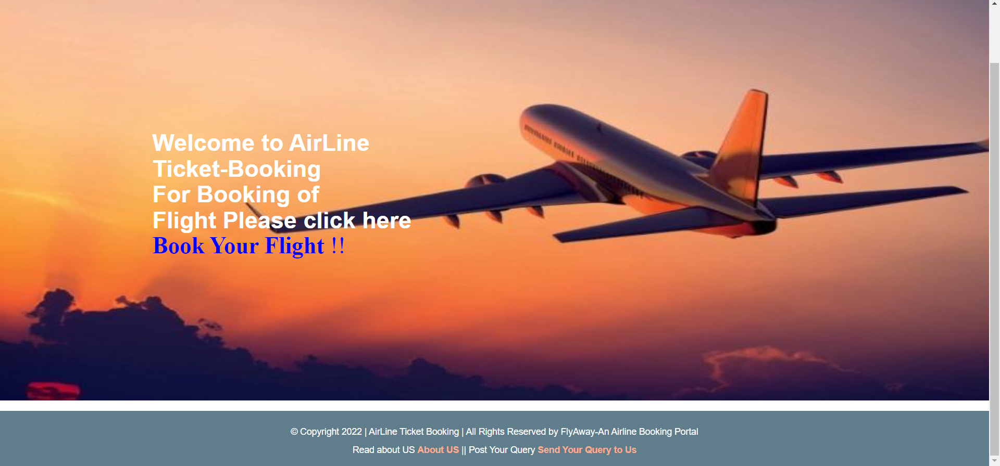 Welcome to AirLine
Ticket-Booking
For Booking of
Flight Please click here
Book Your Flight !!
© Copyright 2022 | AirLine Ticket Booking | All Rights Reserved by FlyAway-An Airline Booking Portal
Read about US About US || Post Your Query Send Your Query to Us